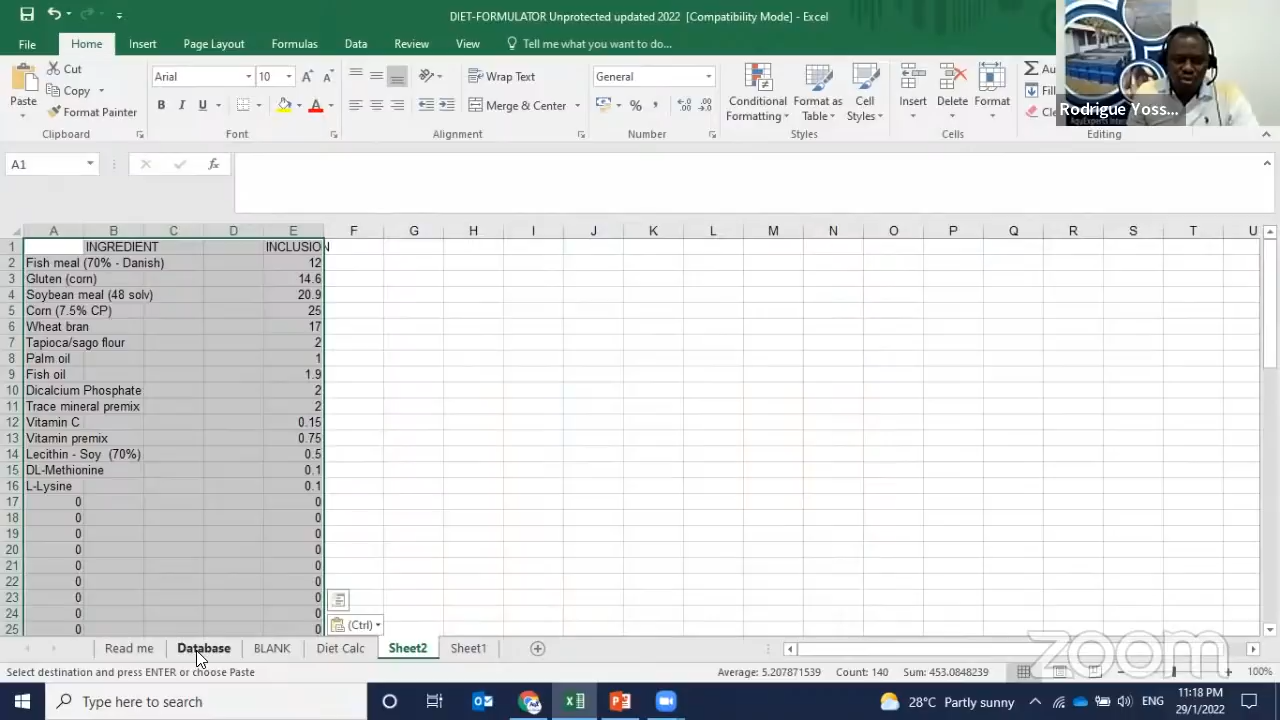 DIET-FORMULATOR Unprotected updated 2022 [Compatibility Mode] - Excel
File Home Insert Page Layout Formulas Data Review View Tell me what you want to do...
Cut
Copy
Format Painter
Paste
Clipboard
Arial 10
B I U
Font
Wrap Text
Merge & Center
Alignment
General
Number
Conditional Formatting
Format as Table
Cell Styles
Styles
Insert Delete Format
Cells
Au
Fill
Cle
Editing
Rodrigue Yoss...
A1
fx
A B C D E F G H I J K L M N O P Q R S T U
1 INGREDIENT INCLUSION
2 Fish meal (70% - Danish) 12
3 Gluten (corn) 14.6
4 Soybean meal (48 solv) 20.9
5 Corn (7.5% CP) 25
6 Wheat bran 17
7 Tapioca/sago flour 2
8 Palm oil 1
9 Fish oil 1.9
10 Dicalcium Phosphate 2
11 Trace mineral premix 2
12 Vitamin C 0.15
13 Vitamin premix 0.75
14 Lecithin - Soy (70%) 0.5
15 DL-Methionine 0.1
16 L-Lysine 0.1
17 0 0
18 0 0
19 0 0
20 0 0
21 0 0
22 0 0
23 0 0
24 0 0
25 0 0
(Ctrl)
Read me Database BLANK Diet Calc Sheet2 Sheet1
zoom
Select destination and press ENTER or choose Paste Average: 5.207871539 Count: 140 Sum: 453.0848239 100%
Type here to search
28°C Partly sunny
ENG
11:18 PM
29/1/2022